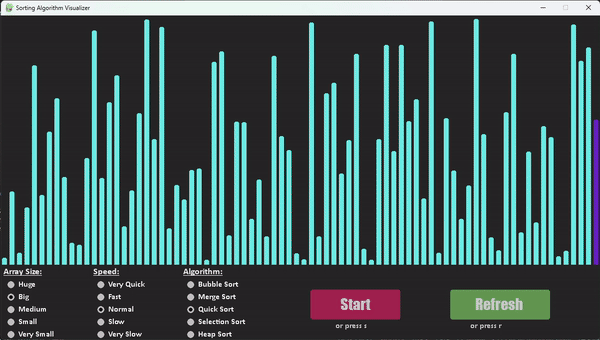 Sorting Algorithm Visualizer
Array Size: Speed: Algorithm:
Huge Very Quick Bubble Sort
Big Fast Merge Sort
Medium Normal Quick Sort
Small Slow Selection Sort
Very Small Very Slow Heap Sort
Start Refresh
or press s or press r